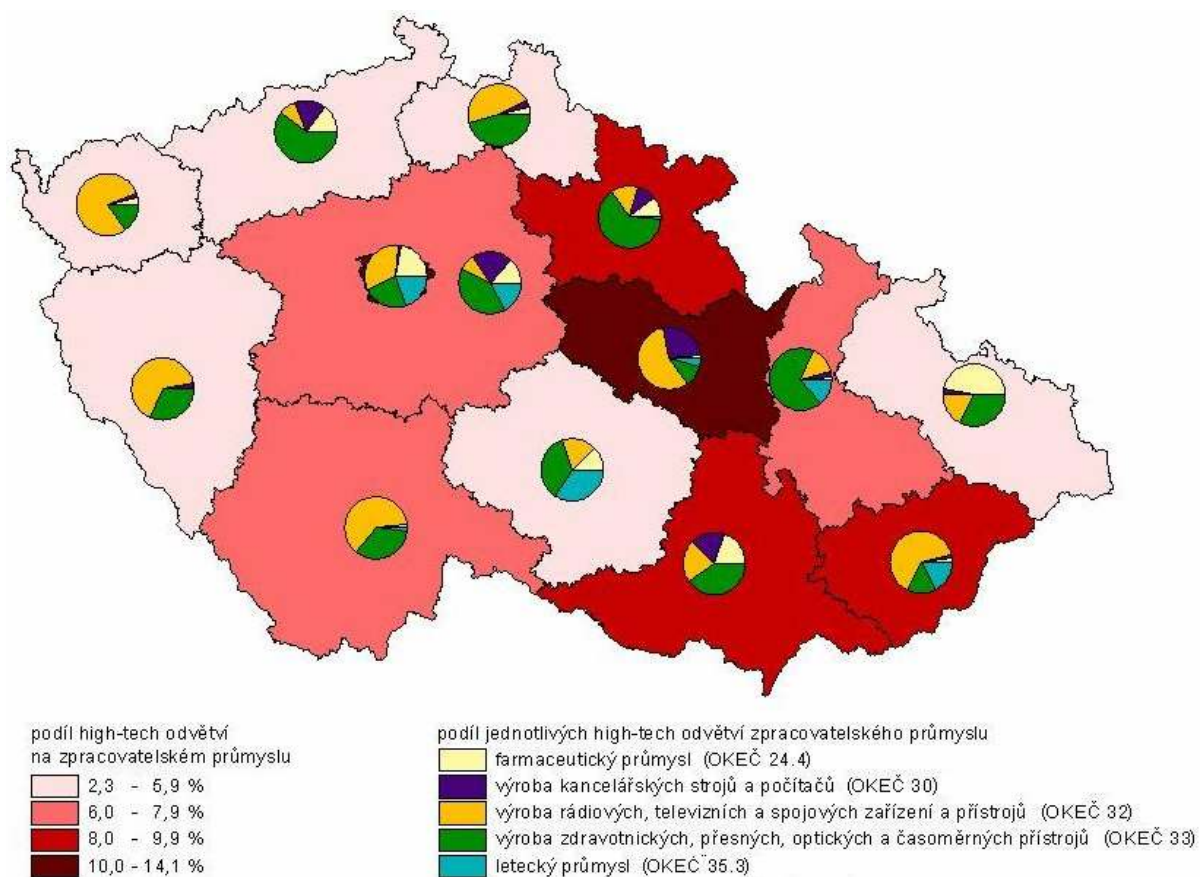 podíl high-tech odvětví
na zpracovatelském průmyslu
2,3 - 5,9 %
6,0 - 7,9 %
8,0 - 9,9 %
10,0 - 14,1 %
podíl jednotlivých high-tech odvětví zpracovatelského průmyslu
farmaceutický průmysl (OKEČ 24.4)
výroba kancelářských strojů a počítačů (OKEČ 30)
výroba rádiových, televizních a spojových zařízení a přístrojů (OKEČ 32)
výroba zdravotnických, přesných, optických a časoměrných přístrojů (OKEČ 33)
letecký průmysl (OKEČ 35.3)